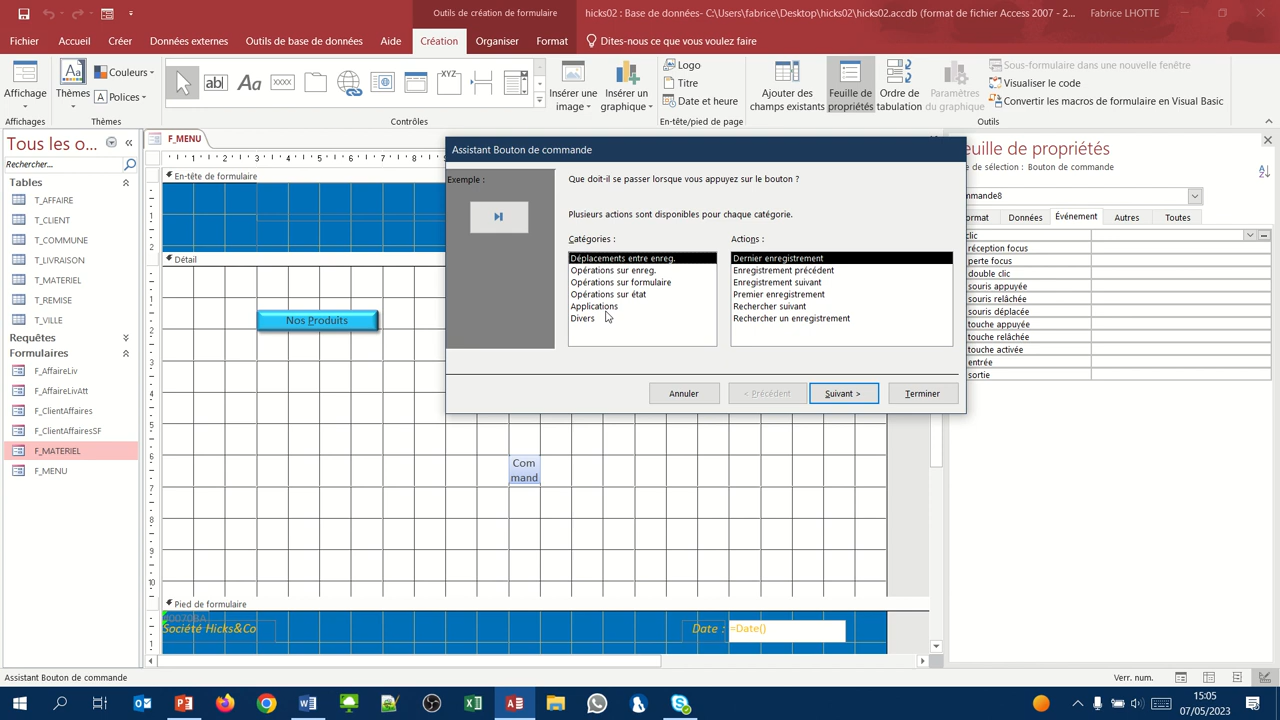 Outils de création de formulaire
hicks02 : Base de données- C:\Users\fabrice\Desktop\hicks02\hicks02.accdb (format de fichier Access 2007 - 2...
Fabrice LHOTTE
Fichier
Accueil
Créer
Données externes
Outils de base de données
Aide
Création
Organiser
Format
Dites-nous ce que vous voulez faire
Affichage
Thèmes
Couleurs
Polices
Aa
ab
Aa
XXXX
XYZ
Insérer une image
Insérer un graphique
Logo
Titre
Date et heure
Ajouter des champs existants
Feuille de propriétés
Ordre de tabulation
Paramètres du graphique
Sous-formulaire dans une nouvelle fenêtre
Visualiser le code
Convertir les macros de formulaire en Visual Basic
Affichages
Thèmes
Contrôles
En-tête/pied de page
Outils
Tous les o...
Rechercher...
Tables
T_AFFAIRE
T_CLIENT
T_COMMUNE
T_LIVRAISON
T_MATERIEL
T_REMISE
T_VILLE
Requêtes
Formulaires
F_AffaireLiv
F_AffaireLivAtt
F_ClientAffaires
F_ClientAffairesSF
F_MATERIEL
F_MENU
F_MENU
En-tête de formulaire
Détail
Nos Produits
Com
mand
Pied de formulaire
Société Hicks&Co
Date :
=Date()
Assistant Bouton de commande
Exemple :
Que doit-il se passer lorsque vous appuyez sur le bouton ?
Plusieurs actions sont disponibles pour chaque catégorie.
Catégories :
Déplacements entre enreg.
Opérations sur enreg.
Opérations sur formulaire
Opérations sur état
Applications
Divers
Actions :
Dernier enregistrement
Enregistrement précédent
Enregistrement suivant
Premier enregistrement
Rechercher suivant
Rechercher un enregistrement
Annuler
< Précédent
Suivant >
Terminer
euille de propriétés
de sélection : Bouton de commande
mmande8
ormat
Données
Événement
Autres
Toutes
clic
réception focus
perte focus
double clic
souris appuyée
souris relâchée
souris déplacée
touche appuyée
touche relâchée
touche activée
entrée
sortie
Assistant Bouton de commande
Verr. num.
15:05
07/05/2023